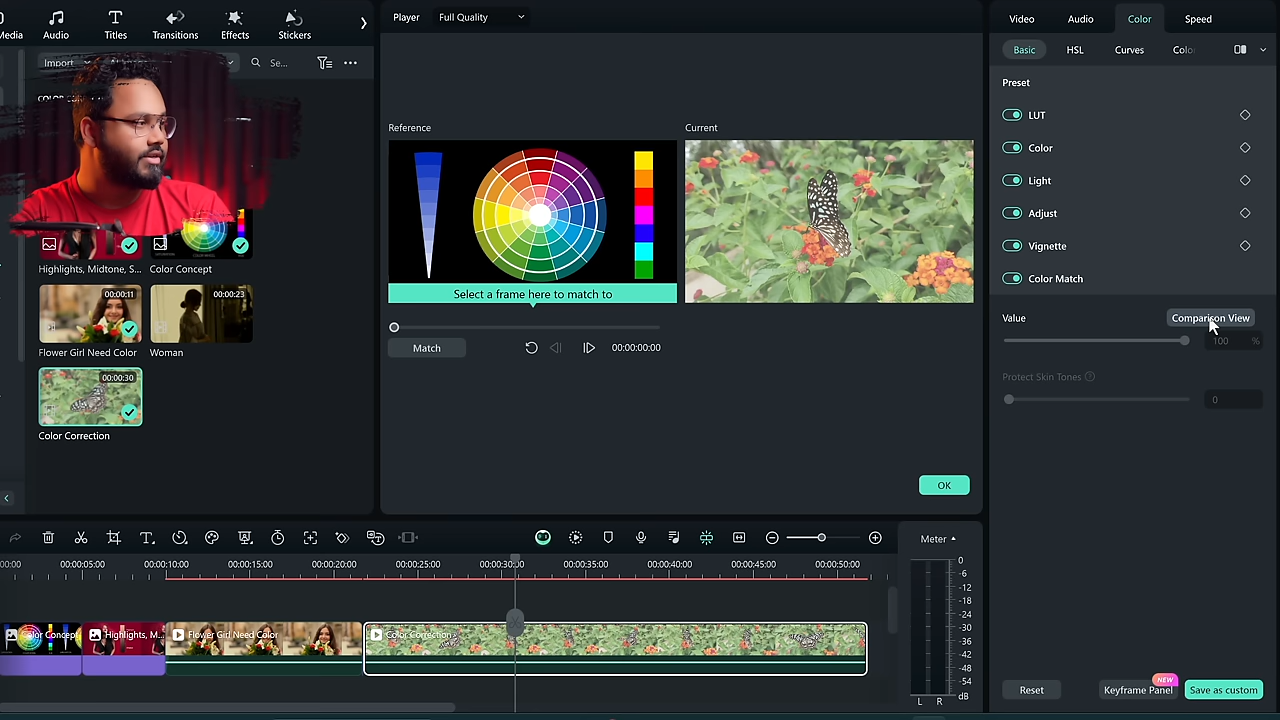 Media
Audio
Titles
Transitions
Effects
Stickers
Import
Se...
Highlights, Midtone, S...
Color Concept
00:00:11
00:00:23
Flower Girl Need Color
Woman
00:00:30
Color Correction
Player
Full Quality
Reference
Current
Select a frame here to match to
Match
00:00:00:00
OK
Video
Audio
Color
Speed
Basic
HSL
Curves
Colo
Preset
LUT
Color
Light
Adjust
Vignette
Color Match
Value
Comparison View
100
%
Protect Skin Tones
0
Reset
Keyframe Panel
NEW
Save as custom
00:00
00:00:05:00
00:00:10:00
00:00:15:00
00:00:20:00
00:00:25:00
00:00:30:00
00:00:35:00
00:00:40:00
00:00:45:00
00:00:50:00
Color Concept
Highlights, M...
Flower Girl Need Color
Color Correction
Meter
0
-6
-12
-18
-24
-30
-36
-42
-48
-54
dB
L R